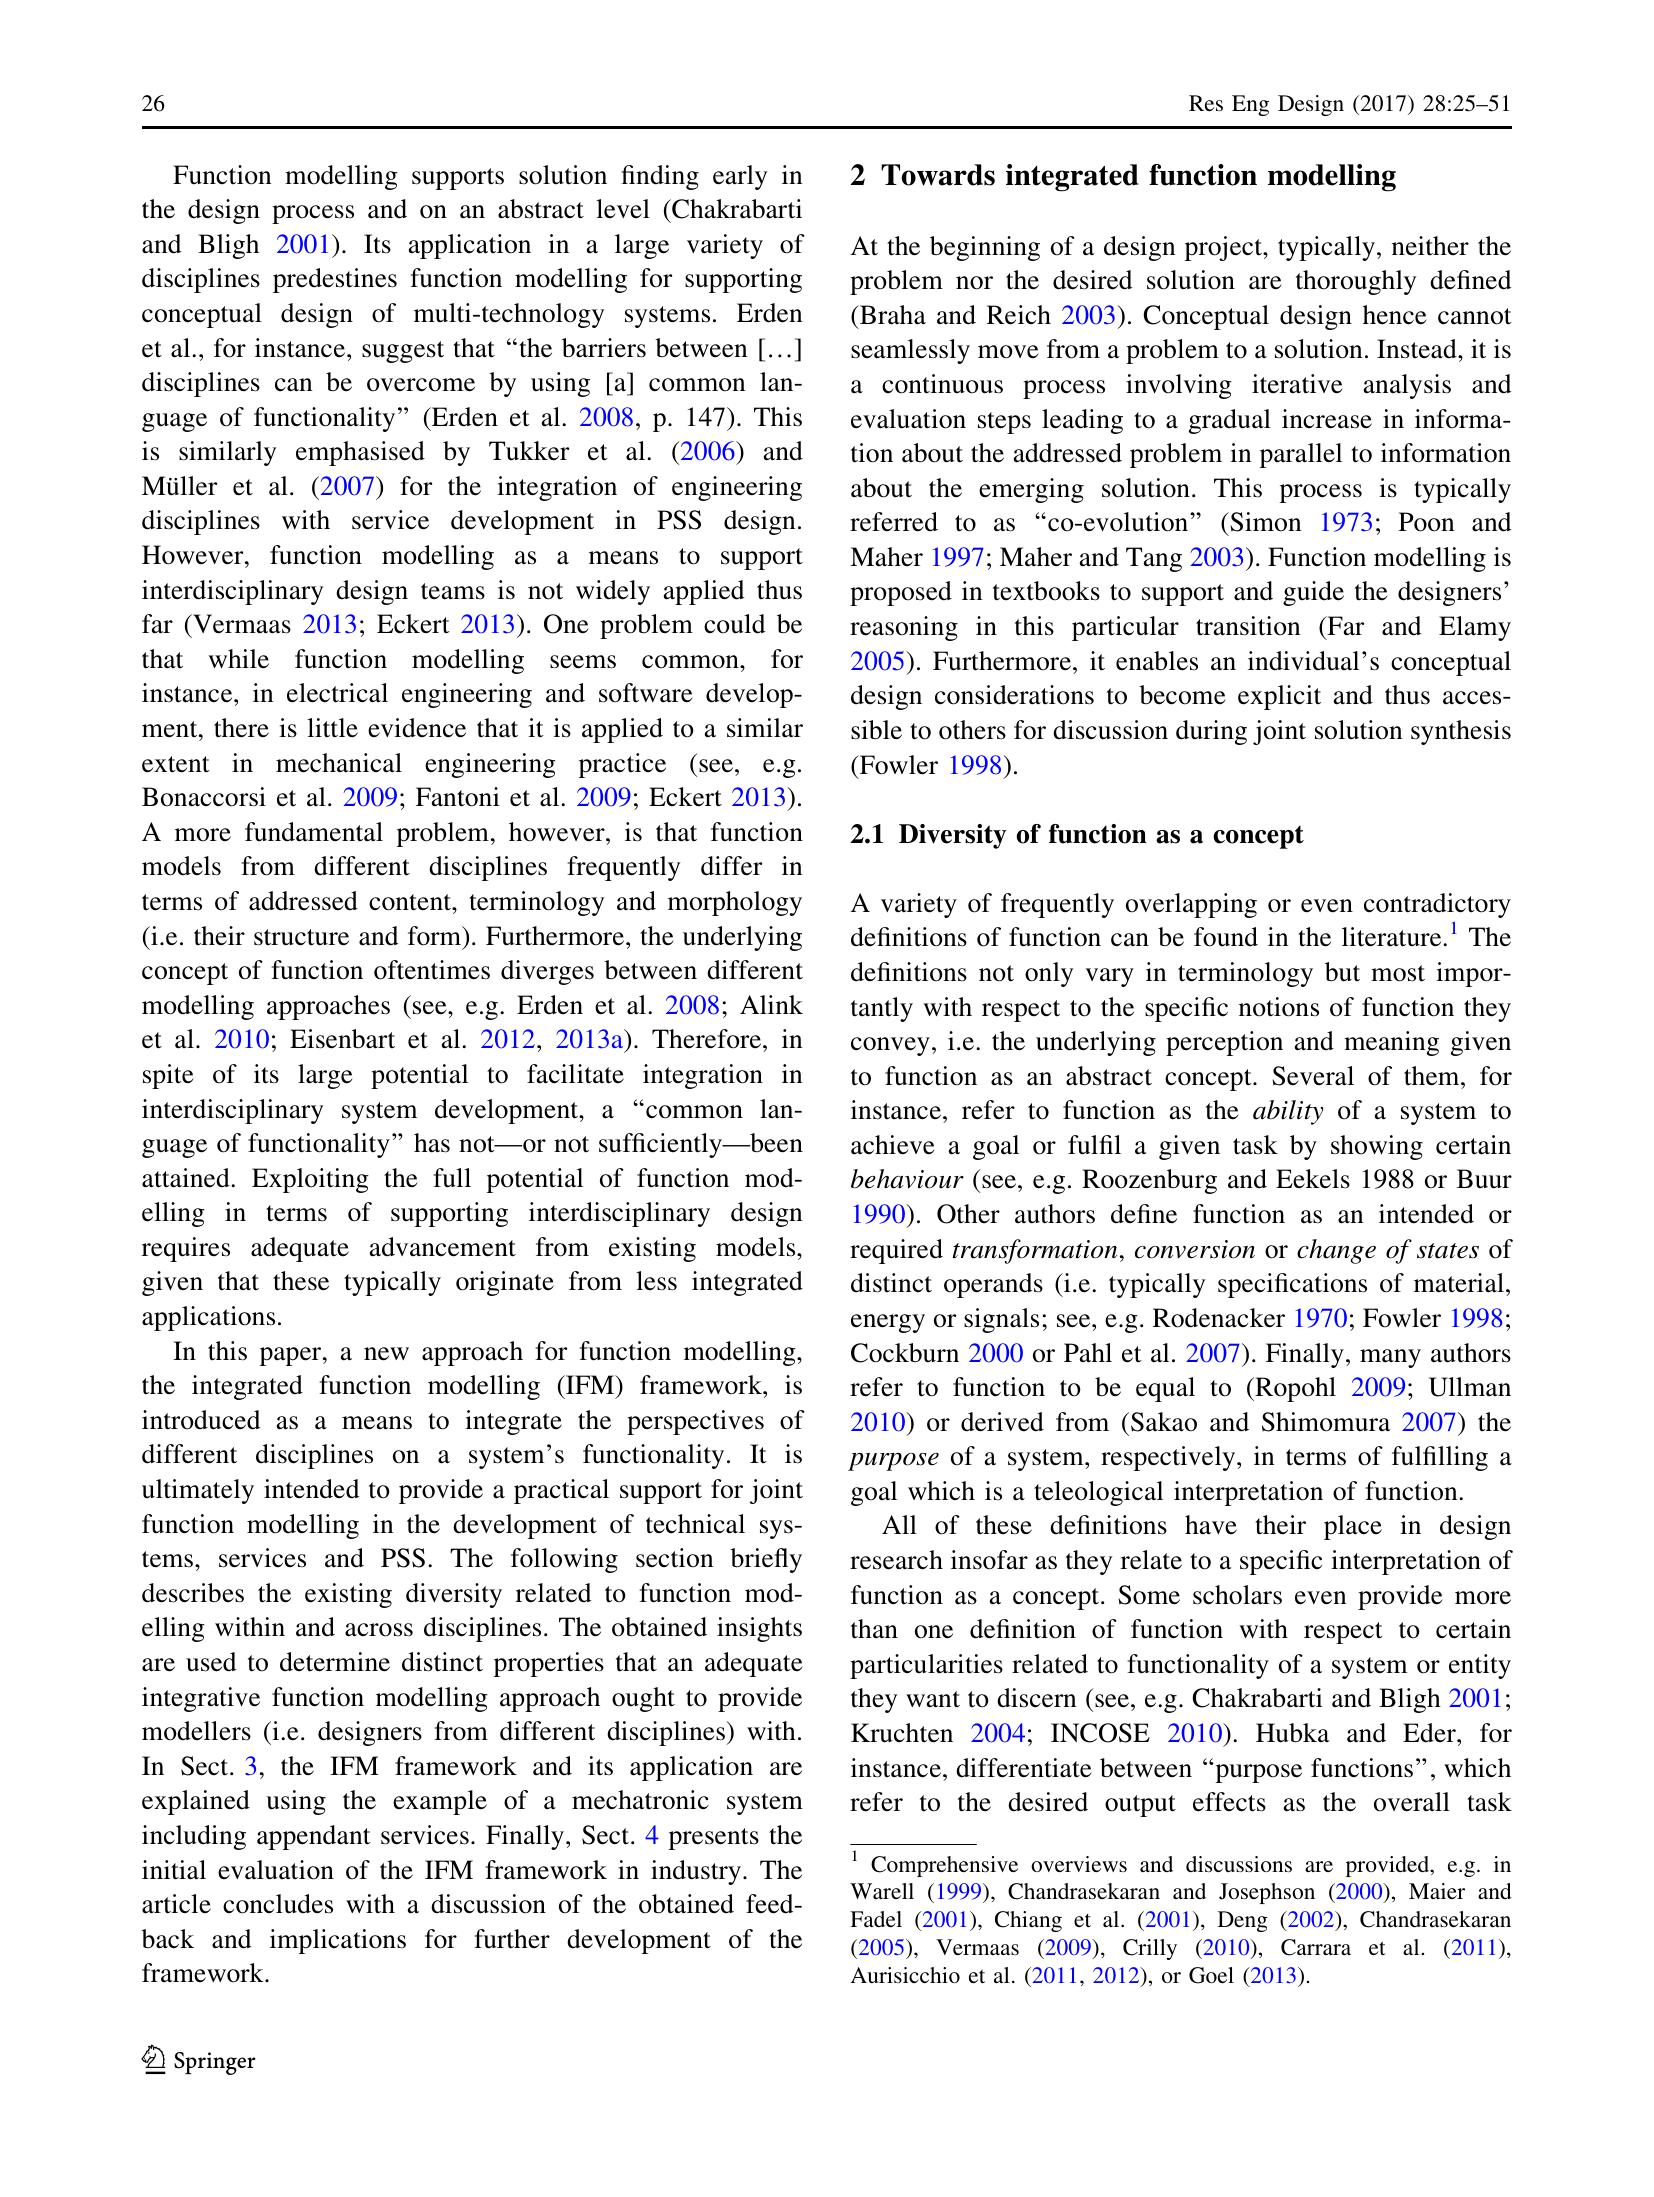 26
Res Eng Design (2017) 28:25–51
Function modelling supports solution finding early in
the design process and on an abstract level (Chakrabarti
and Bligh 2001). Its application in a large variety of
disciplines predestines function modelling for supporting
conceptual design of multi-technology systems. Erden
et al., for instance, suggest that “the barriers between […]
disciplines can be overcome by using [a] common lan-
guage of functionality” (Erden et al. 2008, p. 147). This
is similarly emphasised by Tukker et al. (2006) and
Müller et al. (2007) for the integration of engineering
disciplines with service development in PSS design.
However, function modelling as a means to support
interdisciplinary design teams is not widely applied thus
far (Vermaas 2013; Eckert 2013). One problem could be
that while function modelling seems common, for
instance, in electrical engineering and software develop-
ment, there is little evidence that it is applied to a similar
extent in mechanical engineering practice (see, e.g.
Bonaccorsi et al. 2009; Fantoni et al. 2009; Eckert 2013).
A more fundamental problem, however, is that function
models from different disciplines frequently differ in
terms of addressed content, terminology and morphology
(i.e. their structure and form). Furthermore, the underlying
concept of function oftentimes diverges between different
modelling approaches (see, e.g. Erden et al. 2008; Alink
et al. 2010; Eisenbart et al. 2012, 2013a). Therefore, in
spite of its large potential to facilitate integration in
interdisciplinary system development, a “common lan-
guage of functionality” has not—or not sufficiently—been
attained. Exploiting the full potential of function mod-
elling in terms of supporting interdisciplinary design
requires adequate advancement from existing models,
given that these typically originate from less integrated
applications.
In this paper, a new approach for function modelling,
the integrated function modelling (IFM) framework, is
introduced as a means to integrate the perspectives of
different disciplines on a system’s functionality. It is
ultimately intended to provide a practical support for joint
function modelling in the development of technical sys-
tems, services and PSS. The following section briefly
describes the existing diversity related to function mod-
elling within and across disciplines. The obtained insights
are used to determine distinct properties that an adequate
integrative function modelling approach ought to provide
modellers (i.e. designers from different disciplines) with.
In Sect. 3, the IFM framework and its application are
explained using the example of a mechatronic system
including appendant services. Finally, Sect. 4 presents the
initial evaluation of the IFM framework in industry. The
article concludes with a discussion of the obtained feed-
back and implications for further development of the
framework.
2 Towards integrated function modelling
At the beginning of a design project, typically, neither the
problem nor the desired solution are thoroughly defined
(Braha and Reich 2003). Conceptual design hence cannot
seamlessly move from a problem to a solution. Instead, it is
a continuous process involving iterative analysis and
evaluation steps leading to a gradual increase in informa-
tion about the addressed problem in parallel to information
about the emerging solution. This process is typically
referred to as “co-evolution” (Simon 1973; Poon and
Maher 1997; Maher and Tang 2003). Function modelling is
proposed in textbooks to support and guide the designers’
reasoning in this particular transition (Far and Elamy
2005). Furthermore, it enables an individual’s conceptual
design considerations to become explicit and thus acces-
sible to others for discussion during joint solution synthesis
(Fowler 1998).
2.1 Diversity of function as a concept
A variety of frequently overlapping or even contradictory
definitions of function can be found in the literature.1 The
definitions not only vary in terminology but most impor-
tantly with respect to the specific notions of function they
convey, i.e. the underlying perception and meaning given
to function as an abstract concept. Several of them, for
instance, refer to function as the ability of a system to
achieve a goal or fulfil a given task by showing certain
behaviour (see, e.g. Roozenburg and Eekels 1988 or Buur
1990). Other authors define function as an intended or
required transformation, conversion or change of states of
distinct operands (i.e. typically specifications of material,
energy or signals; see, e.g. Rodenacker 1970; Fowler 1998;
Cockburn 2000 or Pahl et al. 2007). Finally, many authors
refer to function to be equal to (Ropohl 2009; Ullman
2010) or derived from (Sakao and Shimomura 2007) the
purpose of a system, respectively, in terms of fulfilling a
goal which is a teleological interpretation of function.
All of these definitions have their place in design
research insofar as they relate to a specific interpretation of
function as a concept. Some scholars even provide more
than one definition of function with respect to certain
particularities related to functionality of a system or entity
they want to discern (see, e.g. Chakrabarti and Bligh 2001;
Kruchten 2004; INCOSE 2010). Hubka and Eder, for
instance, differentiate between “purpose functions”, which
refer to the desired output effects as the overall task
1 Comprehensive overviews and discussions are provided, e.g. in
Warell (1999), Chandrasekaran and Josephson (2000), Maier and
Fadel (2001), Chiang et al. (2001), Deng (2002), Chandrasekaran
(2005), Vermaas (2009), Crilly (2010), Carrara et al. (2011),
Aurisicchio et al. (2011, 2012), or Goel (2013).
Springer